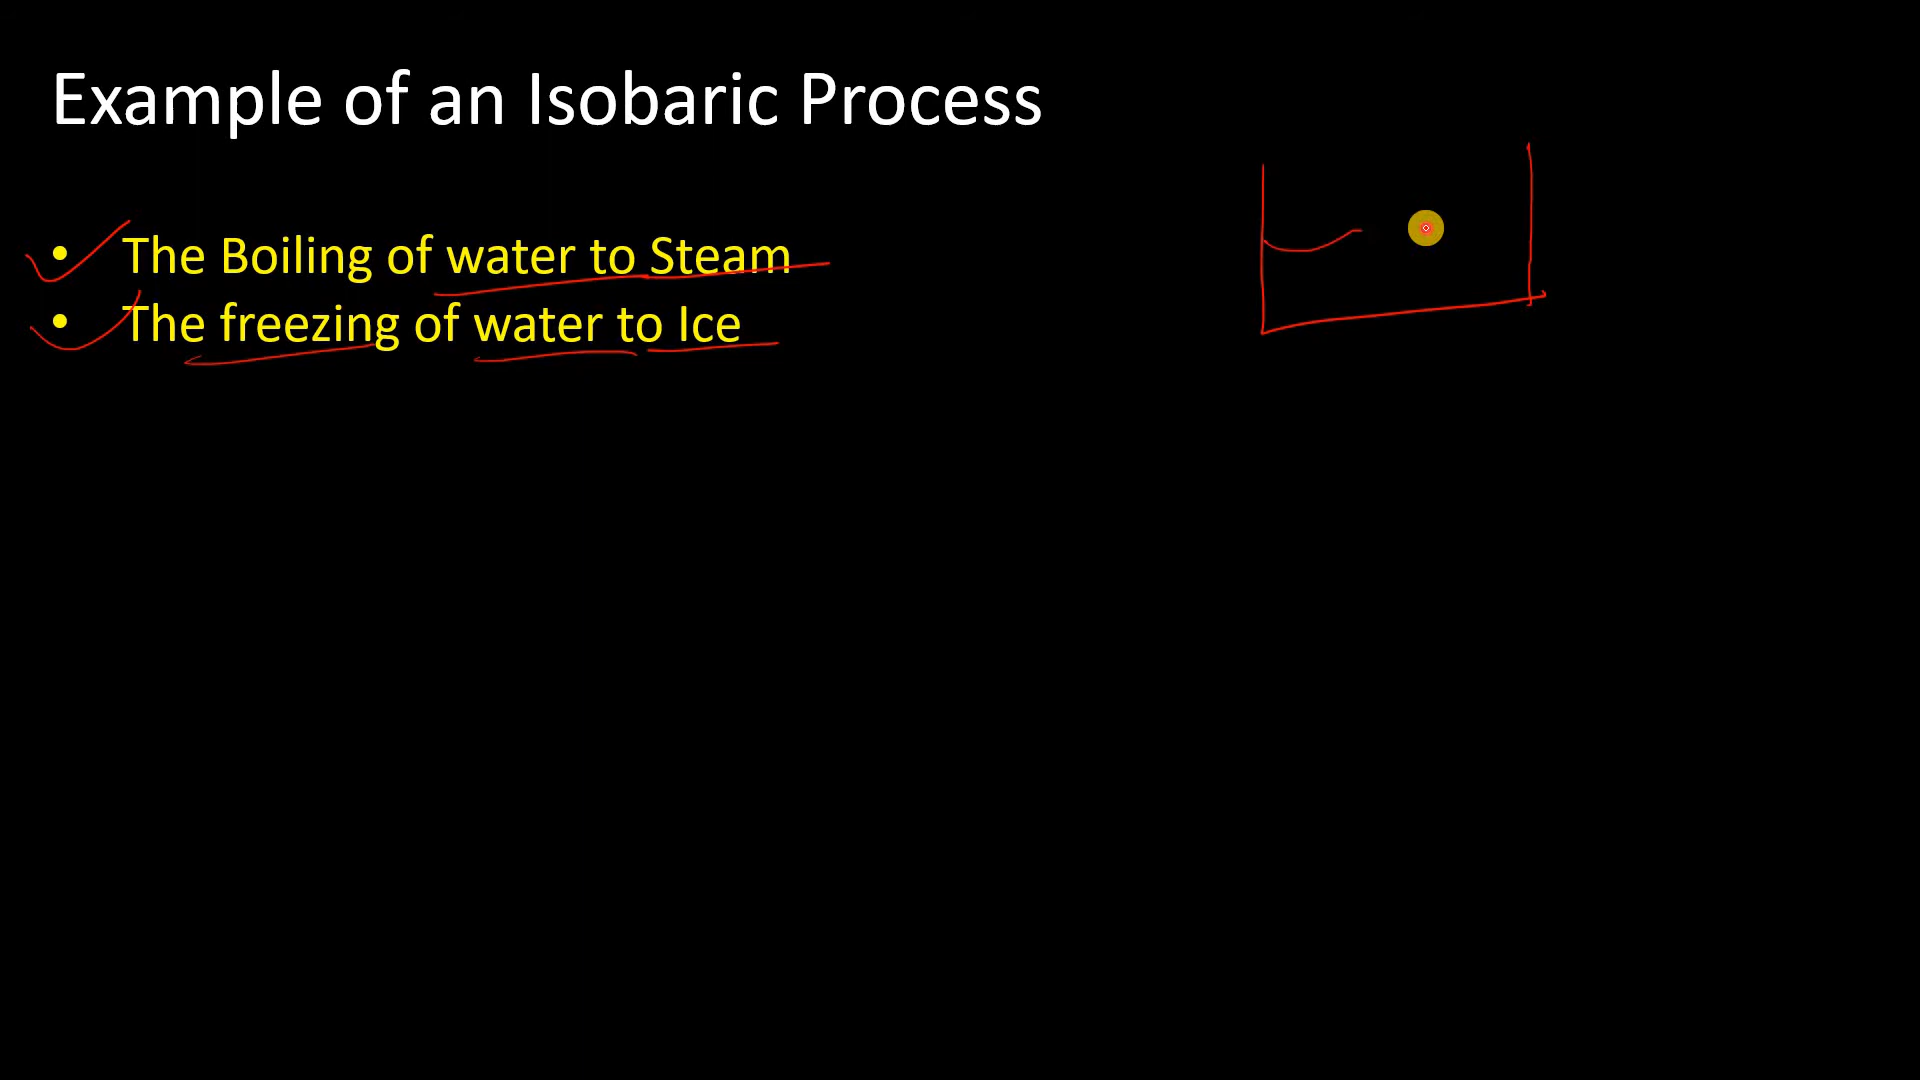 Example of an Isobaric Process
• The Boiling of water to Steam
• The freezing of water to Ice